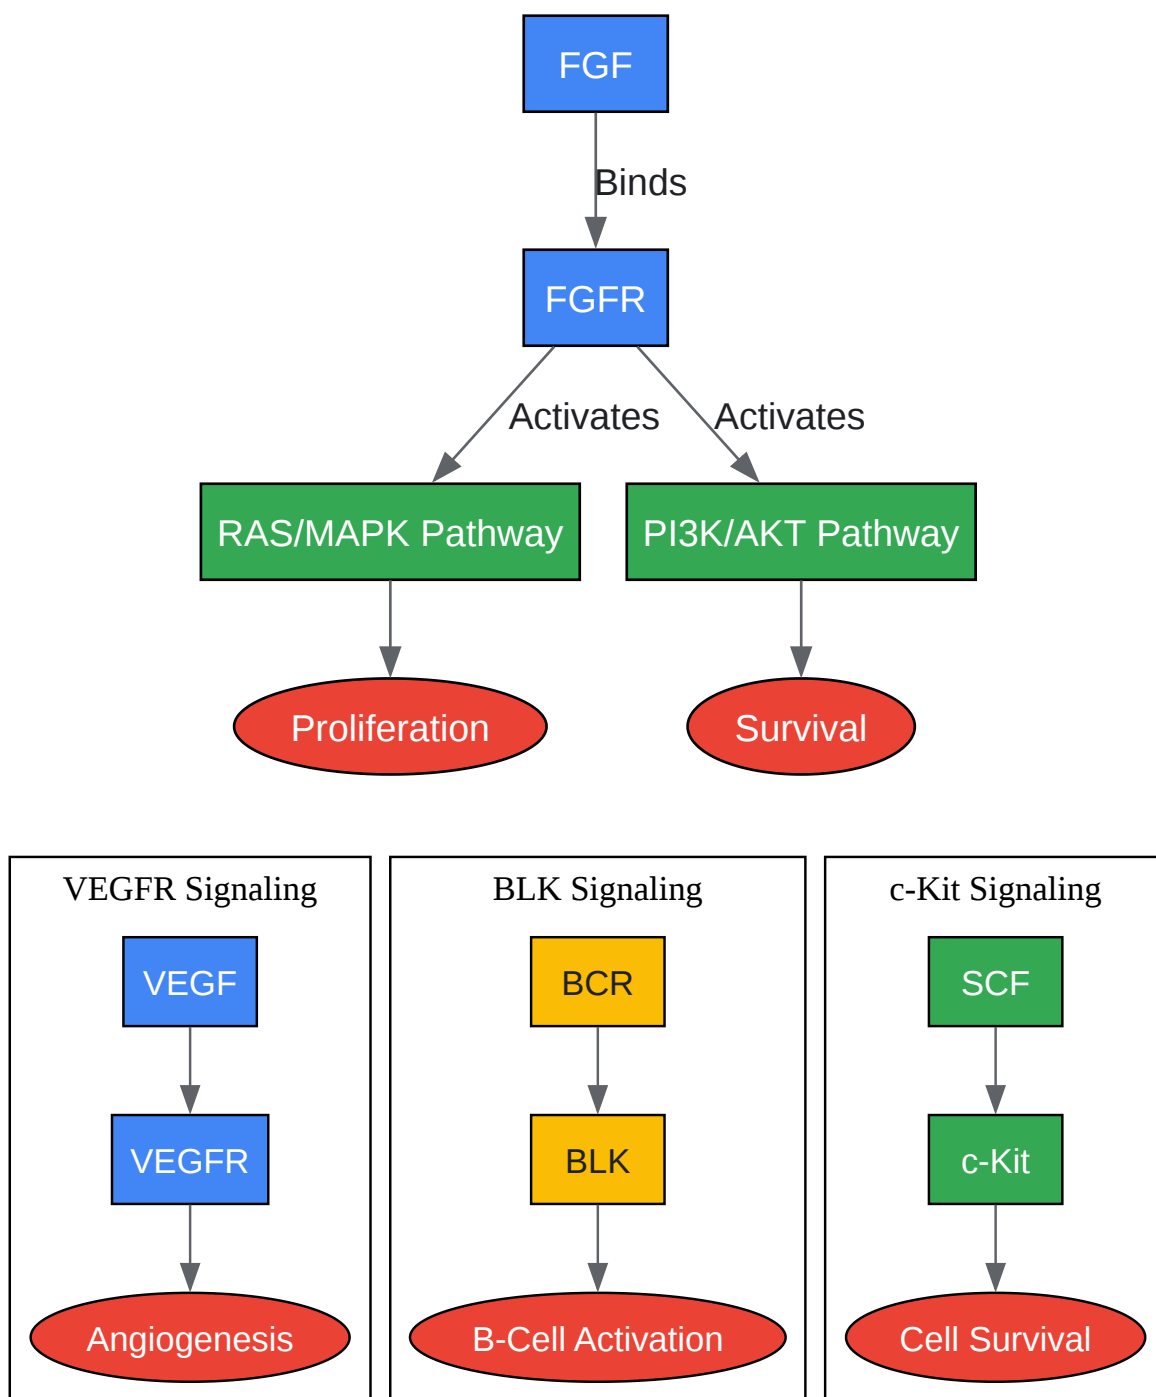 FGF
Binds
FGFR
Activates
Activates
RAS/MAPK Pathway
PI3K/AKT Pathway
Proliferation
Survival
VEGFR Signaling
VEGF
VEGFR
Angiogenesis
BLK Signaling
BCR
BLK
B-Cell Activation
c-Kit Signaling
SCF
c-Kit
Cell Survival